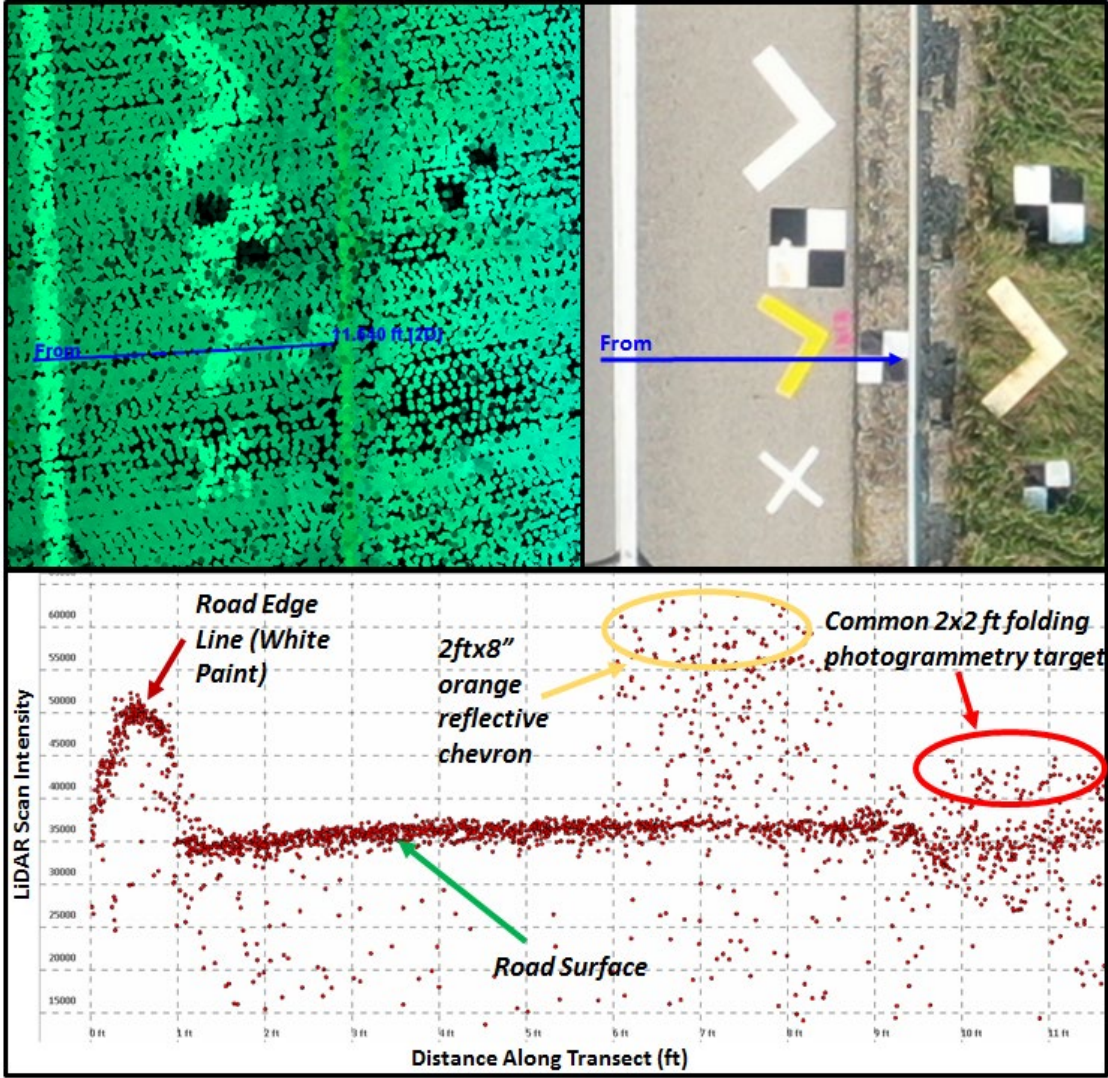 From
11.640 ft [2D]
From
60000
55000
50000
45000
40000
35000
30000
25000
20000
15000
Road Edge
Line (White
Paint)
2ftx8"
orange
reflective
chevron
Common 2x2 ft folding
photogrammetry target
Road Surface
LiDAR Scan Intensity
0 ft
1 ft
2 ft
3 ft
4 ft
5 ft
6 ft
7 ft
8 ft
9 ft
10 ft
11 ft
Distance Along Transect (ft)